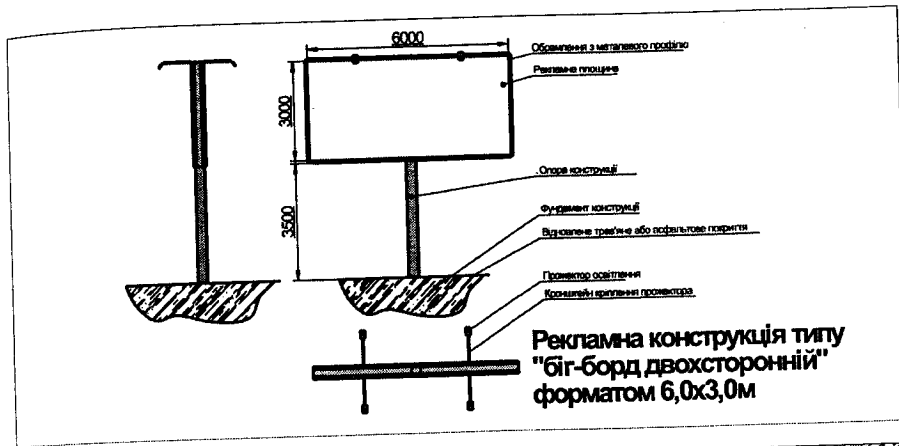 6000
Обрамлення з металевого профілю
Рекламна площина
3000
Опора конструкції
3500
Фундамент конструкції
Відновлене трав'яне або асфальтове покриття
Прожектор освітлення
Кронштейн кріплення прожектора
Рекламна конструкція типу
"біг-борд двохсторонній"
форматом 6,0х3,0м